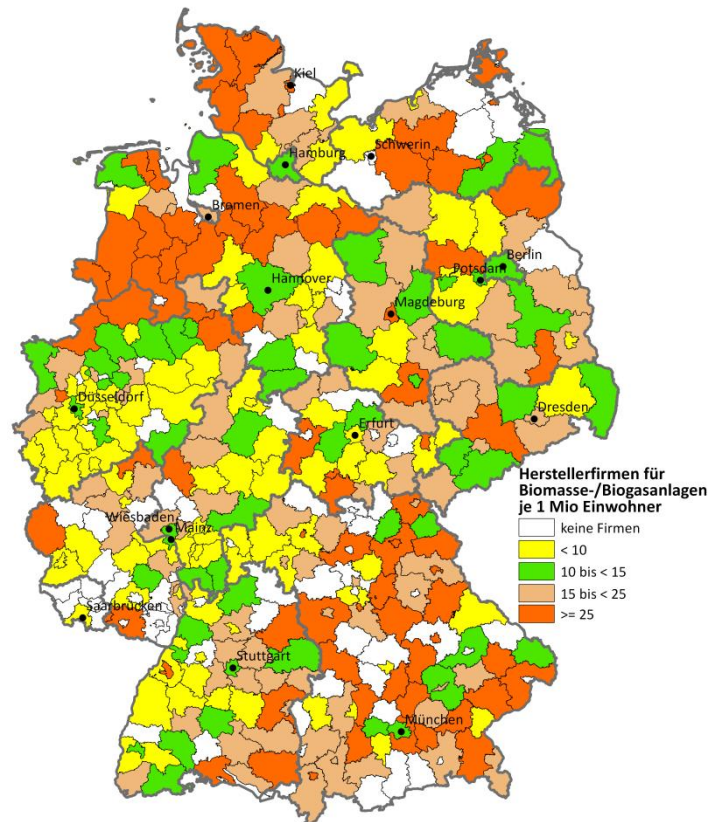 Kiel
Hamburg
Schwerin
Bremen
Berlin
Potsdam
Hannover
Magdeburg
Düsseldorf
Erfurt
Dresden
Wiesbaden
Mainz
Saarbrücken
Stuttgart
München
Herstellerfirmen für
Biomasse-/Biogasanlagen
je 1 Mio Einwohner
keine Firmen
< 10
10 bis < 15
15 bis < 25
>= 25